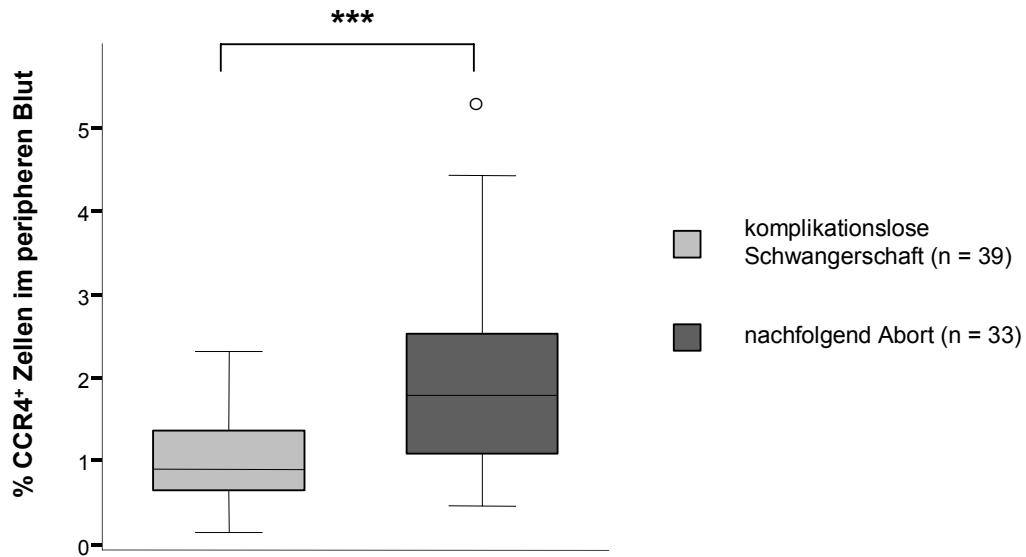 ***
% CCR4⁺ Zellen im peripheren Blut
5
4
3
2
1
0
komplikationslose
Schwangerschaft (n = 39)
nachfolgend Abort (n = 33)